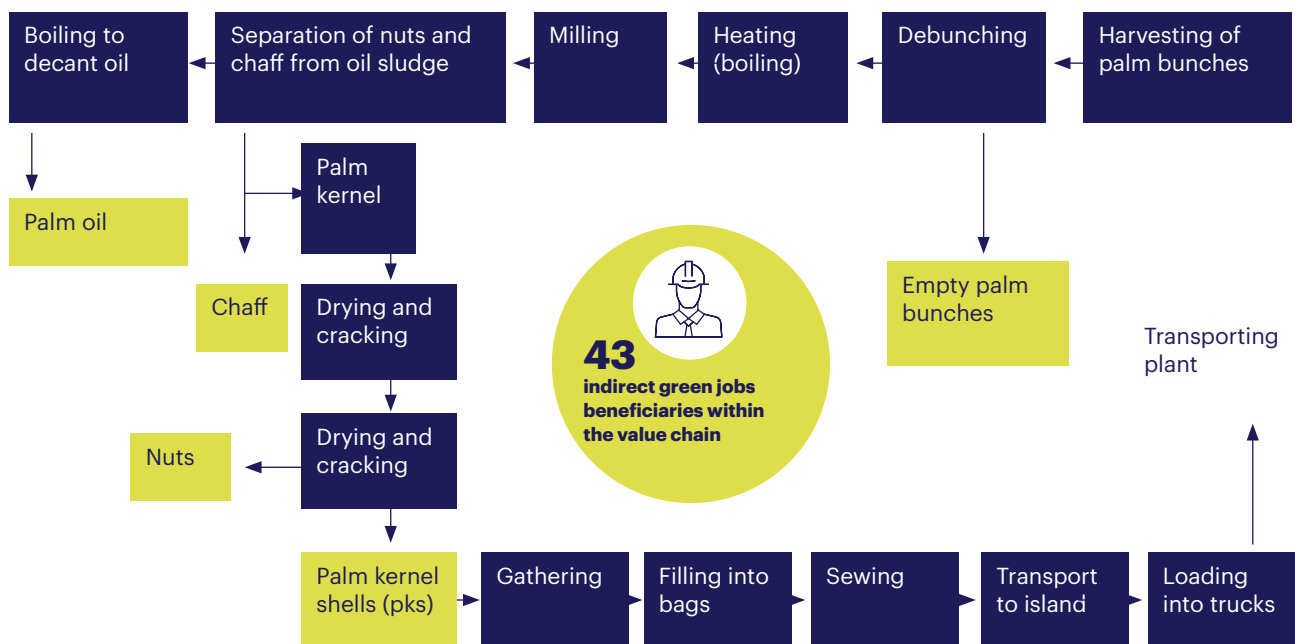 Boiling to
decant oil
Separation of nuts and
chaff from oil sludge
Milling
Heating
(boiling)
Debunching
Harvesting of
palm bunches
Palm
kernel
Palm oil
Chaff
Drying and
cracking
43
indirect green jobs
beneficiaries within
the value chain
Empty palm
bunches
Transporting
plant
Nuts
Drying and
cracking
Palm kernel
shells (pks)
Gathering
Filling into
bags
Sewing
Transport
to island
Loading
into trucks